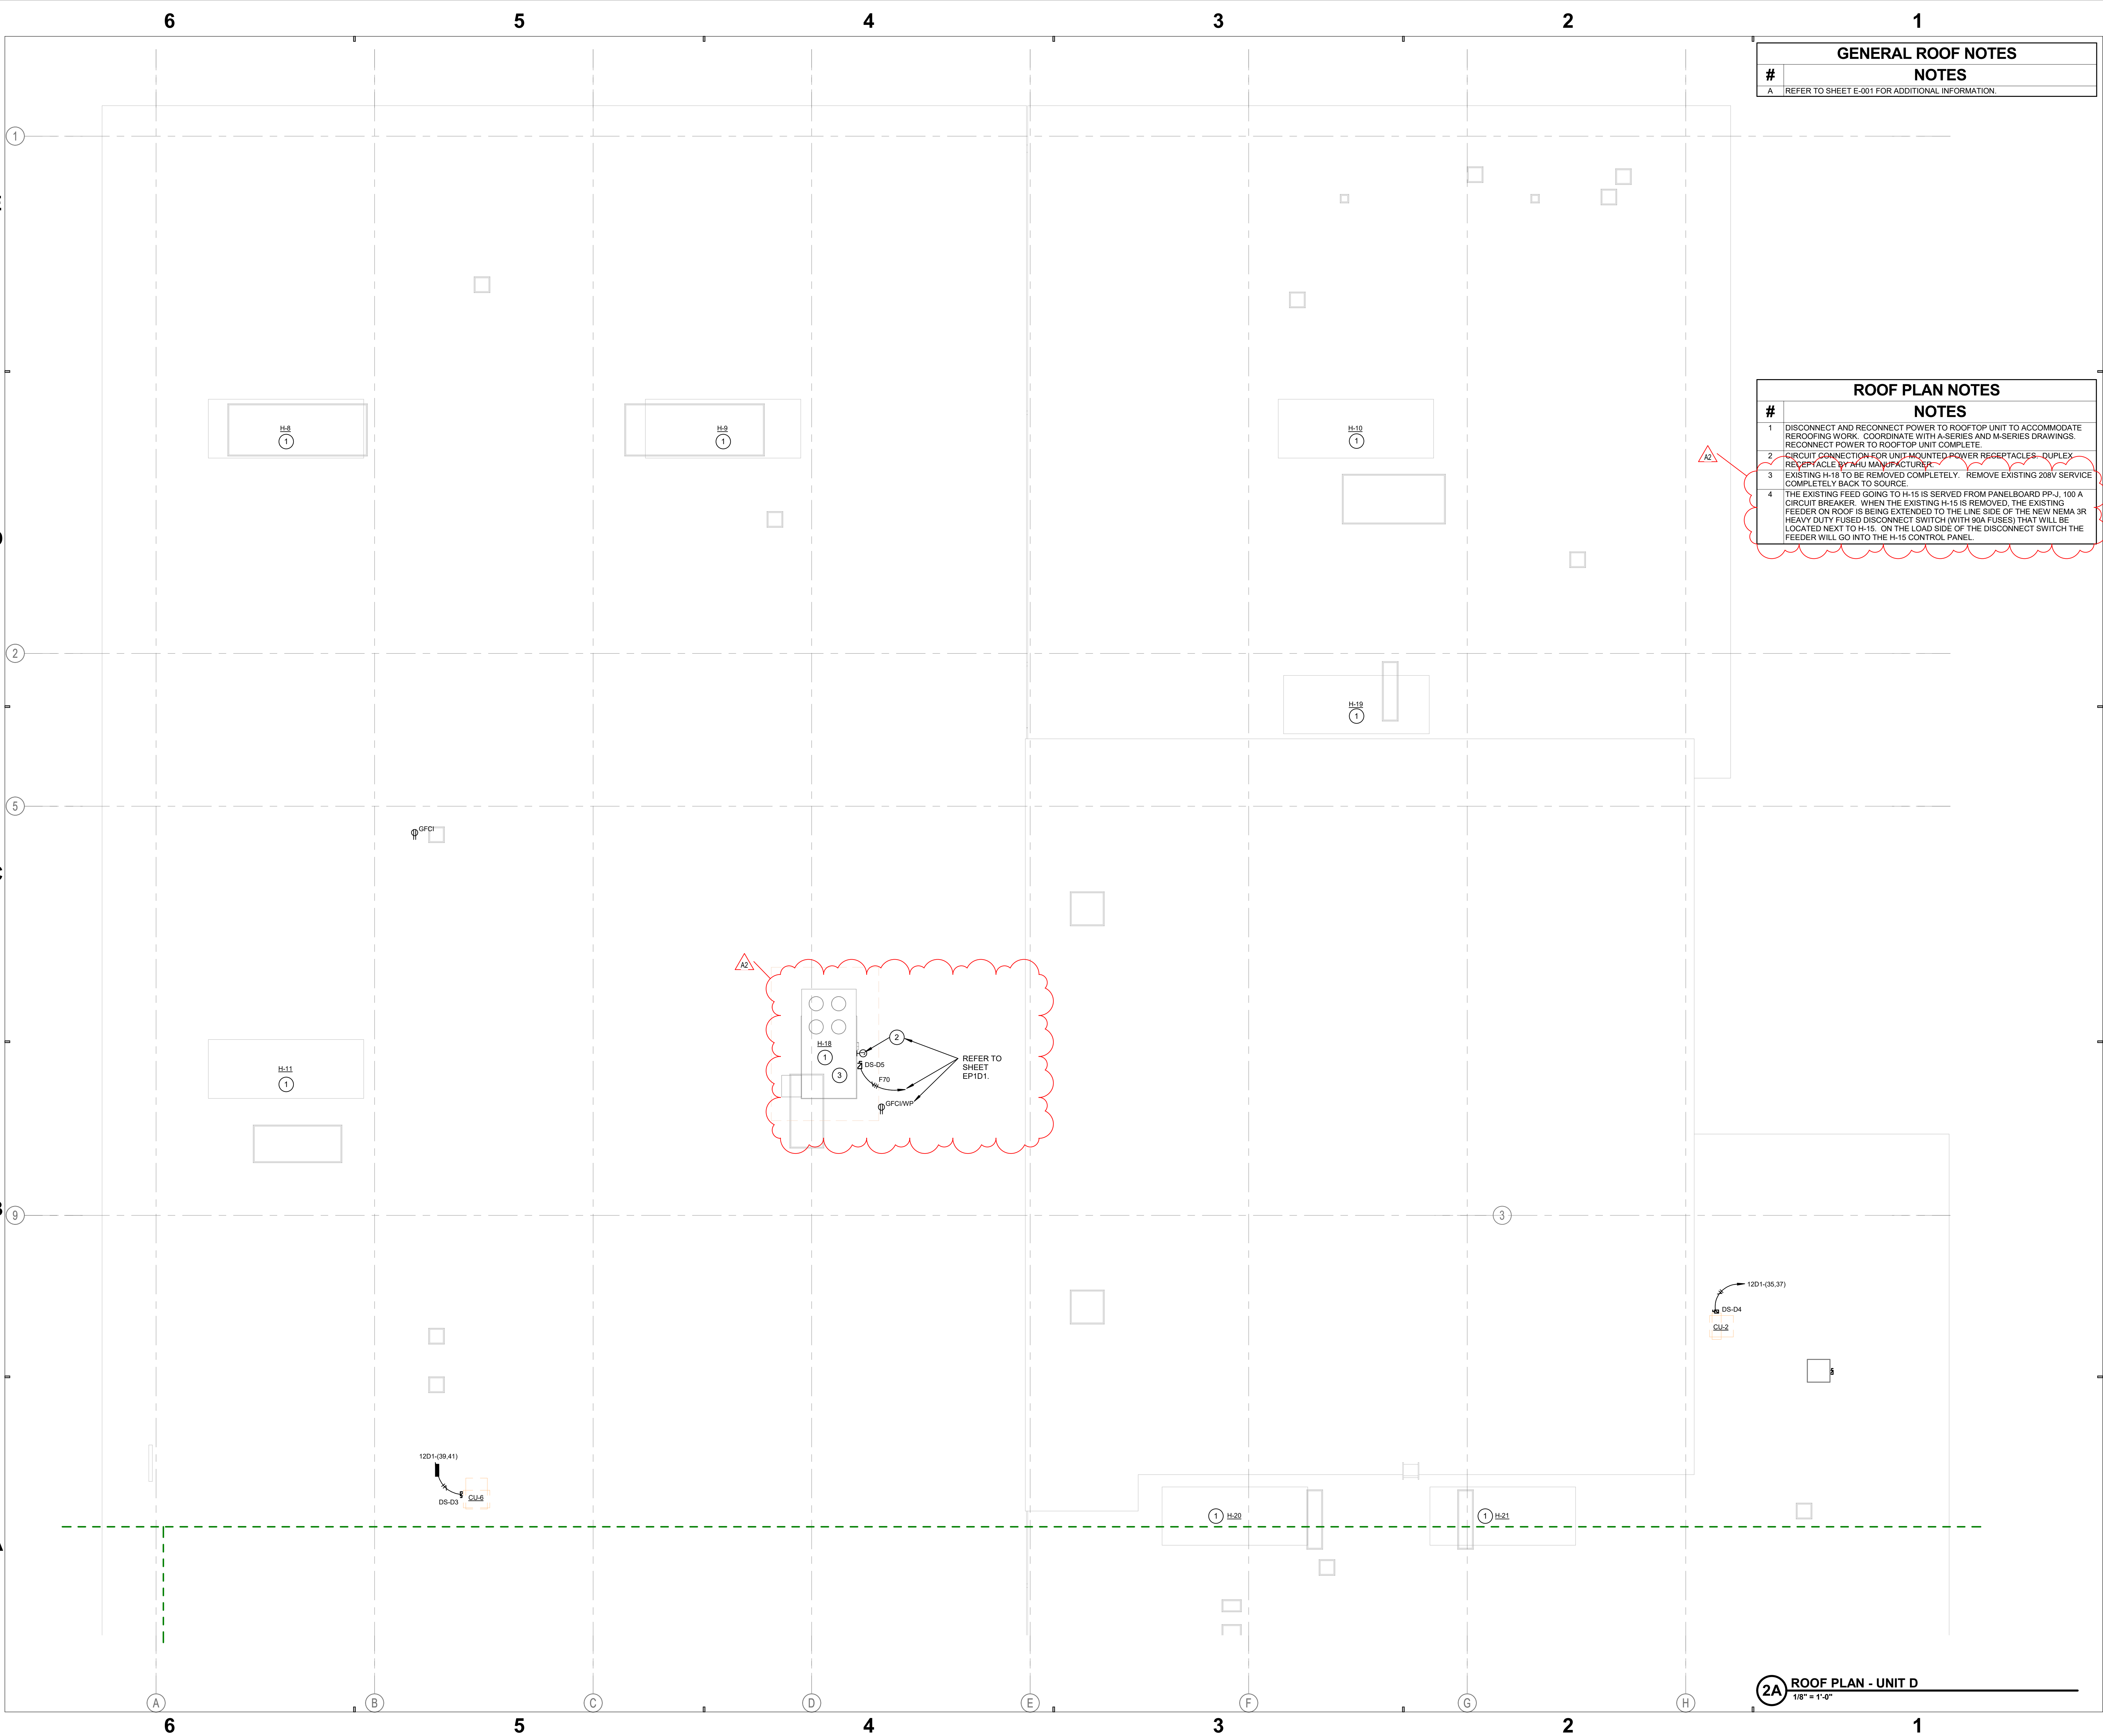 6 5 4 3 2 1
GENERAL ROOF NOTES
# NOTES
A REFER TO SHEET E-001 FOR ADDITIONAL INFORMATION.
1
ROOF PLAN NOTES
# NOTES
1 DISCONNECT AND RECONNECT POWER TO ROOFTOP UNIT TO ACCOMMODATE
REROOFING WORK. COORDINATE WITH A-SERIES AND M-SERIES DRAWINGS.
RECONNECT POWER TO ROOFTOP UNIT COMPLETE.
2 CIRCUIT CONNECTION FOR UNIT MOUNTED POWER RECEPTACLES. DUPLEX
RECEPTACLE BY AHU MANUFACTURER.
3 EXISTING H-18 TO BE REMOVED COMPLETELY. REMOVE EXISTING 208V SERVICE
COMPLETELY BACK TO SOURCE.
4 THE EXISTING FEED GOING TO H-15 IS SERVED FROM PANELBOARD PP-J, 100 A
CIRCUIT BREAKER. WHEN THE EXISTING H-15 IS REMOVED, THE EXISTING
FEEDER ON ROOF IS BEING EXTENDED TO THE LINE SIDE OF THE NEW NEMA 3R
HEAVY DUTY FUSED DISCONNECT SWITCH (WITH 90A FUSES) THAT WILL BE
LOCATED NEXT TO H-15. ON THE LOAD SIDE OF THE DISCONNECT SWITCH THE
FEEDER WILL GO INTO THE H-15 CONTROL PANEL.
A2
H-8
1
H-9
1
H-10
1
2
H-19
1
5
GFCI
A2
2
H-18
1
3
DS-D5
F70
GFCI/WP
REFER TO
SHEET
EP1D1.
H-11
1
9
3
12D1-(35,37)
DS-D4
CU-2
12D1-(39,41)
DS-D3
CU-6
1 H-20
1 H-21
2A ROOF PLAN - UNIT D
1/8" = 1'-0"
A B C D E F G H
6 5 4 3 2 1